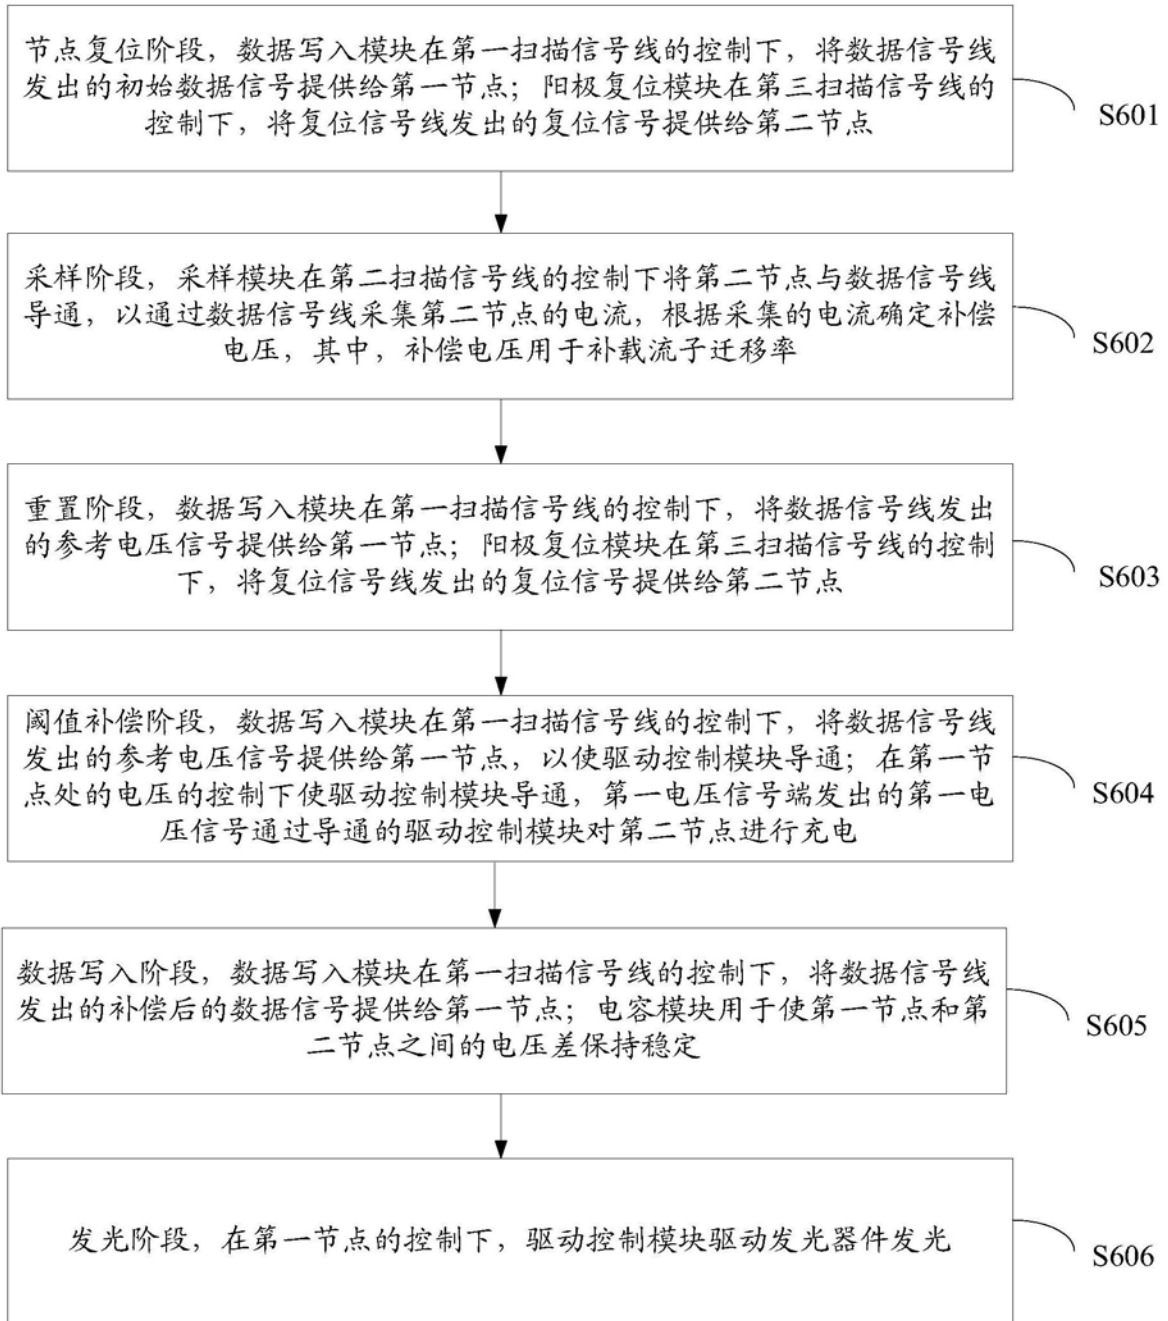 节点复位阶段，数据写入模块在第一扫描信号线的控制下，将数据信号线
发出的初始数据信号提供给第一节点；阳极复位模块在第三扫描信号线的
控制下，将复位信号线发出的复位信号提供给第二节点
S601
采样阶段，采样模块在第二扫描信号线的控制下将第二节点与数据信号线
导通，以通过数据信号线采集第二节点的电流，根据采集的电流确定补偿
电压，其中，补偿电压用于补载流子迁移率
S602
重置阶段，数据写入模块在第一扫描信号线的控制下，将数据信号线发出
的参考电压信号提供给第一节点；阳极复位模块在第三扫描信号线的控制
下，将复位信号线发出的复位信号提供给第二节点
S603
阈值补偿阶段，数据写入模块在第一扫描信号线的控制下，将数据信号线
发出的参考电压信号提供给第一节点，以使驱动控制模块导通；在第一节
点处的电压的控制下使驱动控制模块导通，第一电压信号端发出的第一电
压信号通过导通的驱动控制模块对第二节点进行充电
S604
数据写入阶段，数据写入模块在第一扫描信号线的控制下，将数据信号线
发出的补偿后的数据信号提供给第一节点；电容模块用于使第一节点和第
二节点之间的电压差保持稳定
S605
发光阶段，在第一节点的控制下，驱动控制模块驱动发光器件发光
S606